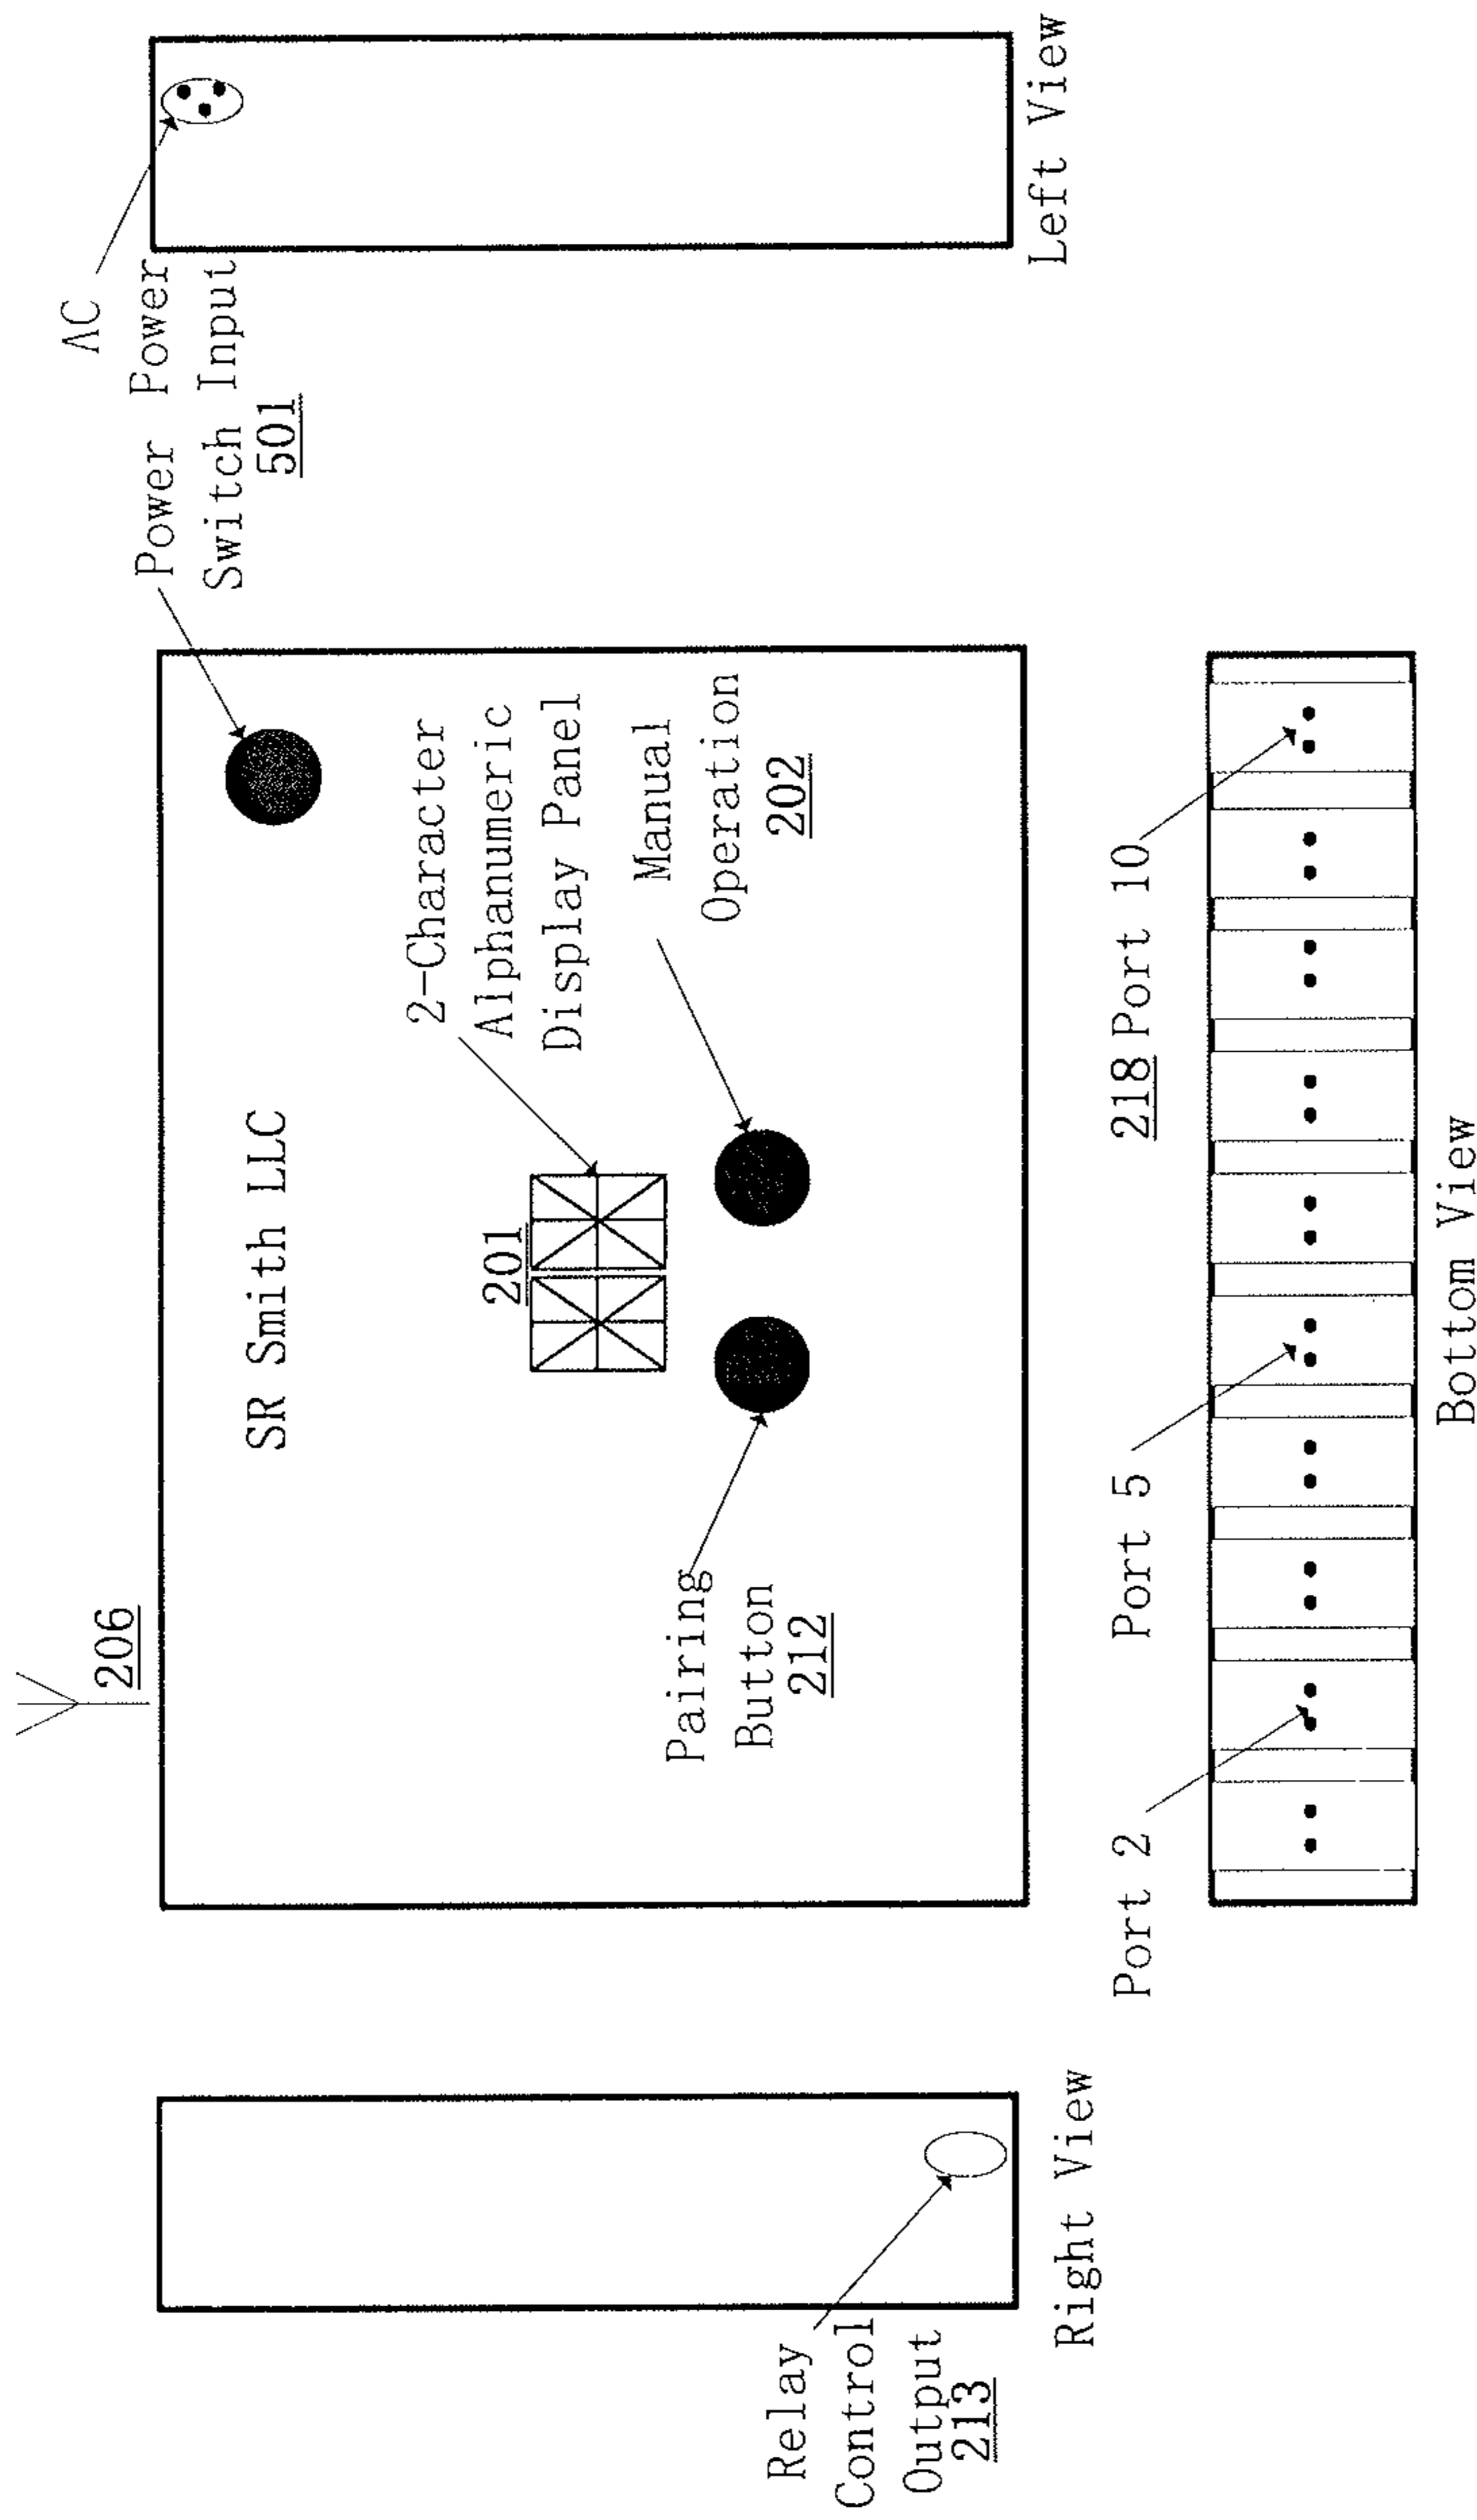 206
SR Smith LLC
Power
Switch
AC
Power
Input
501
201
2-Character
Alphanumeric
Display Panel
Pairing
Button
212
Manual
Operation
202
Relay
Control
Output
213
Right View
Left View
Port 2
Port 5
218 Port 10
Bottom View